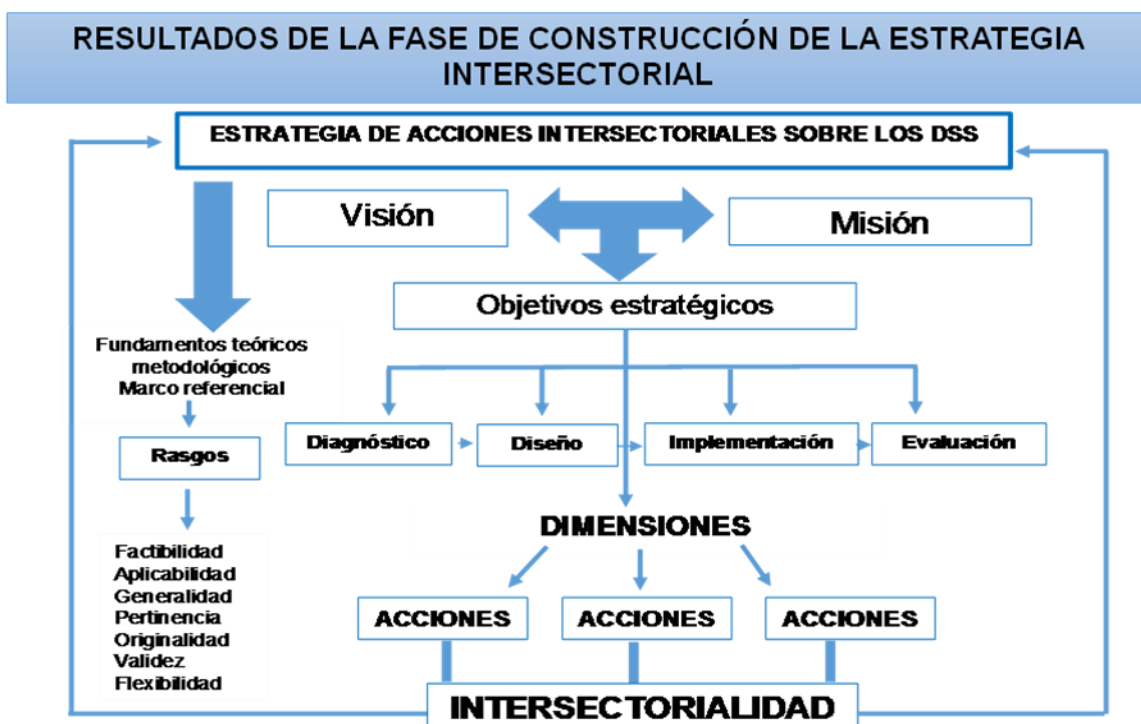 RESULTADOS DE LA FASE DE CONSTRUCCIÓN DE LA ESTRATEGIA
INTERSECTORIAL
ESTRATEGIA DE ACCIONES INTERSECTORIALES SOBRE LOS DSS
Visión
Misión
Objetivos estratégicos
Fundamentos teóricos
metodológicos
Marco referencial
Rasgos
Diagnóstico
Diseño
Implementación
Evaluación
DIMENSIONES
Factibilidad
Aplicabilidad
Generalidad
Pertinencia
Originalidad
Validez
Flexibilidad
ACCIONES
ACCIONES
ACCIONES
INTERSECTORIALIDAD